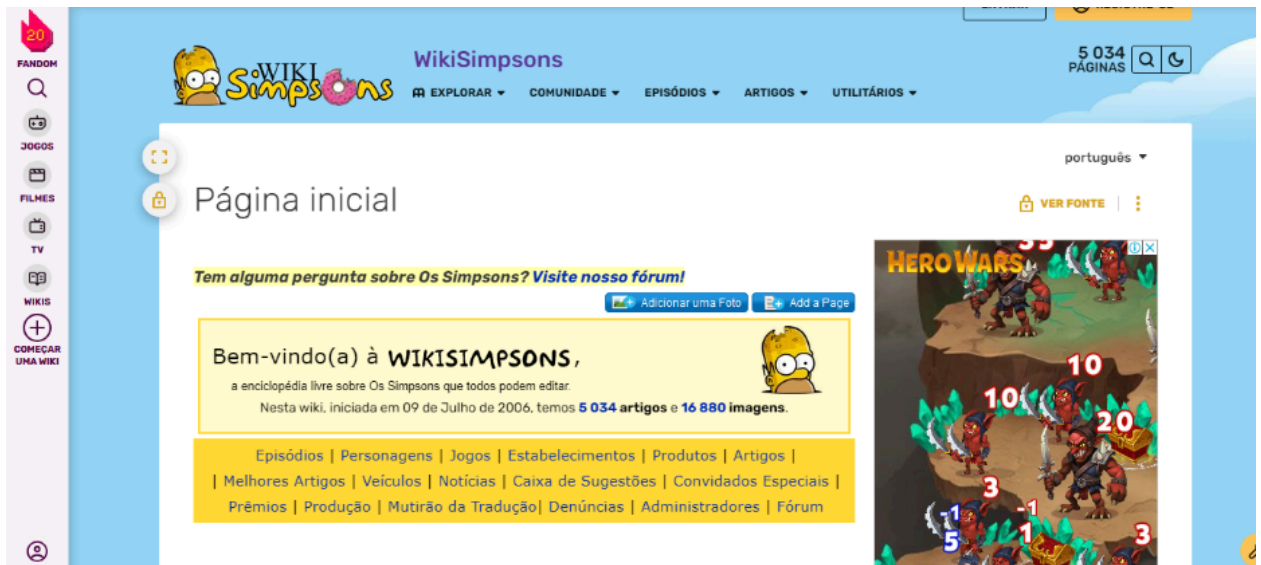 20
FANDOM
JOGOS
FILMES
TV
WIKIS
COMEÇAR
UMA WIKI
ENTRAR
REGISTRE-SE
WIKI
SiMPSONS
WikiSimpsons
5 034
PÁGINAS
EXPLORAR COMUNIDADE EPISÓDIOS ARTIGOS UTILITÁRIOS
português
Página inicial
VER FONTE
Tem alguma pergunta sobre Os Simpsons? Visite nosso fórum!
Adicionar uma Foto Add a Page
Bem-vindo(a) à WIKISIMPSONS,
a enciclopédia livre sobre Os Simpsons que todos podem editar.
Nesta wiki, iniciada em 09 de Julho de 2006, temos 5 034 artigos e 16 880 imagens.
Episódios | Personagens | Jogos | Estabelecimentos | Produtos | Artigos |
| Melhores Artigos | Veículos | Notícias | Caixa de Sugestões | Convidados Especiais |
Prêmios | Produção | Mutirão da Tradução| Denúncias | Administradores | Fórum
HERO WARS
10
10
20
3
-1
-1
5
1
3